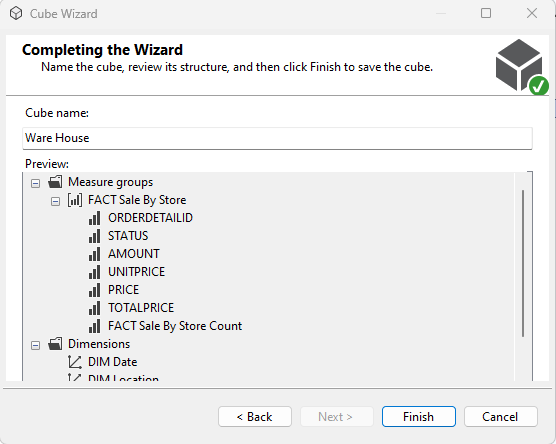 Cube Wizard
Completing the Wizard
Name the cube, review its structure, and then click Finish to save the cube.
Cube name:
Ware House
Preview:
Measure groups
FACT Sale By Store
ORDERDETAILID
STATUS
AMOUNT
UNITPRICE
PRICE
TOTALPRICE
FACT Sale By Store Count
Dimensions
DIM Date
DIM Location
< Back
Next >
Finish
Cancel